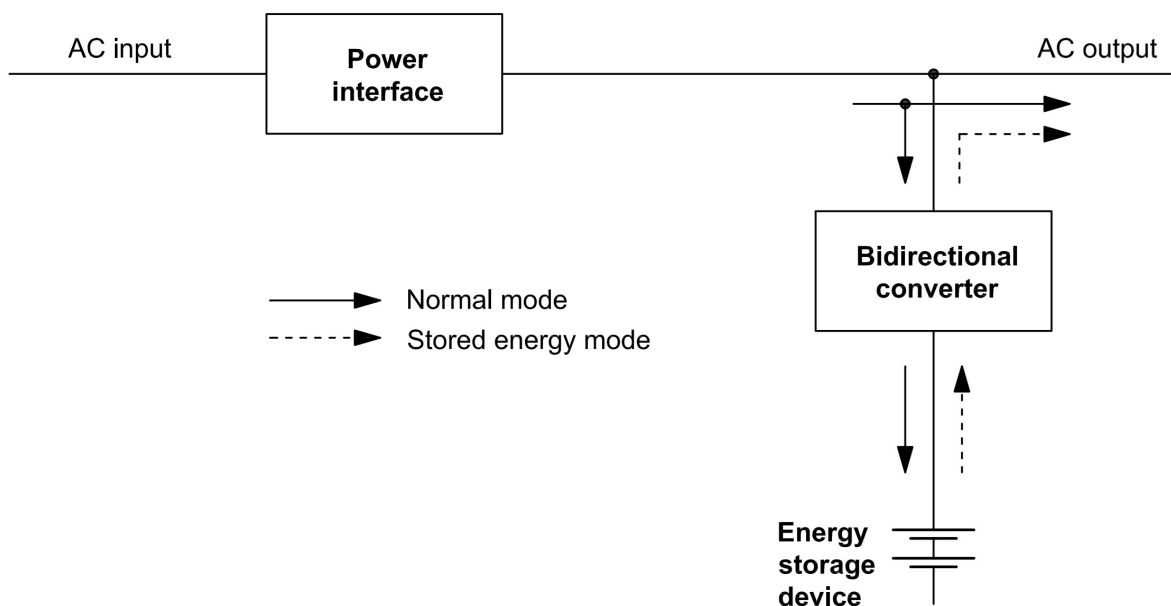 AC input
Power
interface
AC output
Bidirectional
converter
Normal mode
Stored energy mode
Energy
storage
device